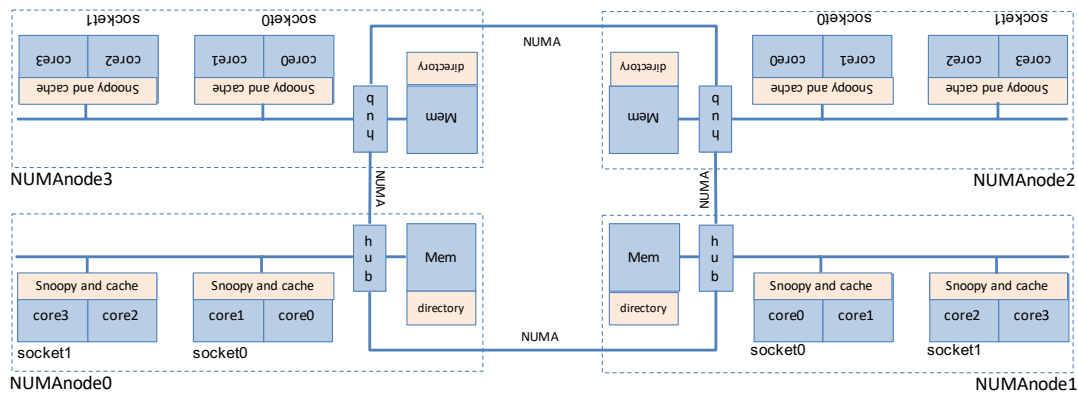 socket1
socket0
core3
core2
core1
core0
Snoopy and cache
Snoopy and cache
hub
directory
Mem
NUMAnode3
NUMA
socket0
socket1
core0
core1
core2
core3
Snoopy and cache
Snoopy and cache
directory
Mem
hub
NUMAnode2
NUMA
NUMA
hub
Mem
directory
Snoopy and cache
Snoopy and cache
core3
core2
core1
core0
socket1
socket0
NUMAnode0
NUMA
Mem
directory
hub
Snoopy and cache
Snoopy and cache
core0
core1
core2
core3
socket0
socket1
NUMAnode1